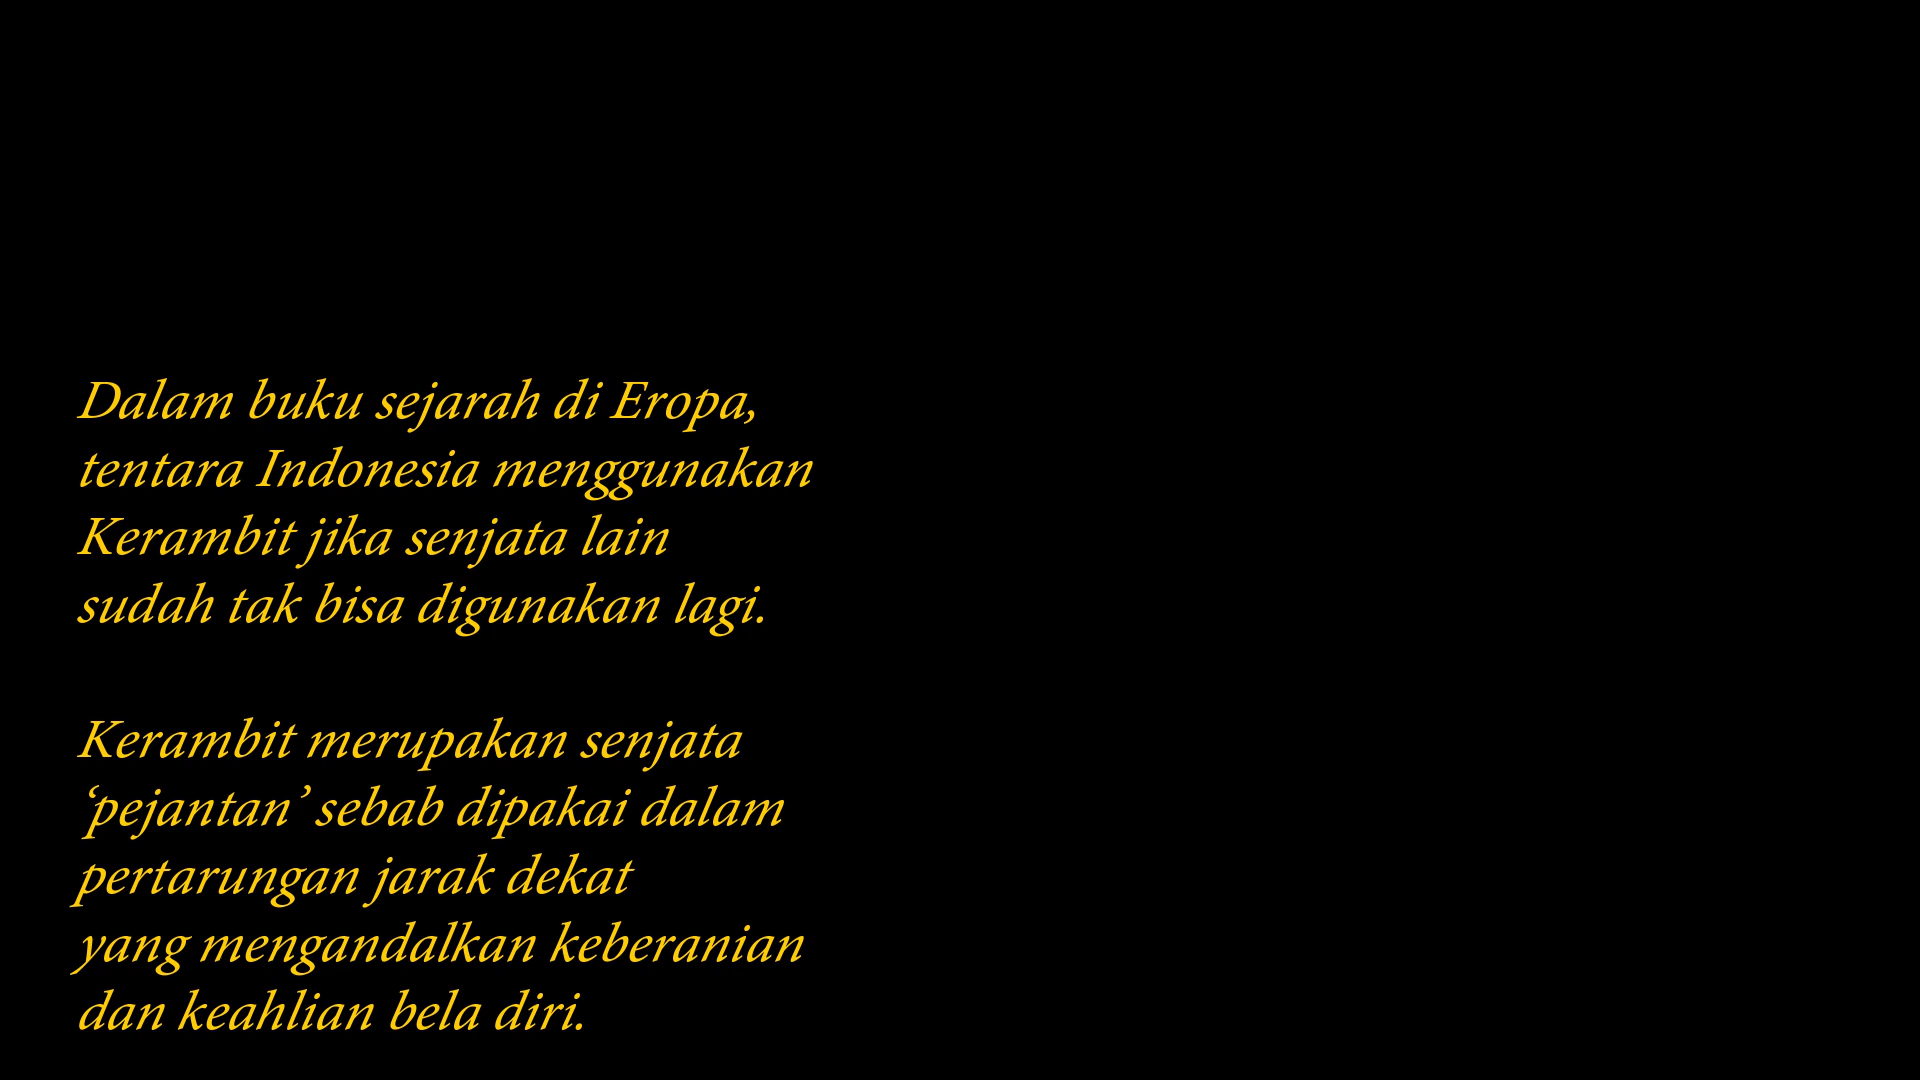 Dalam buku sejarah di Eropa,
tentara Indonesia menggunakan
Kerambit jika senjata lain
sudah tak bisa digunakan lagi.
Kerambit merupakan senjata
‘pejantan’ sebab dipakai dalam
pertarungan jarak dekat
yang mengandalkan keberanian
dan keahlian bela diri.